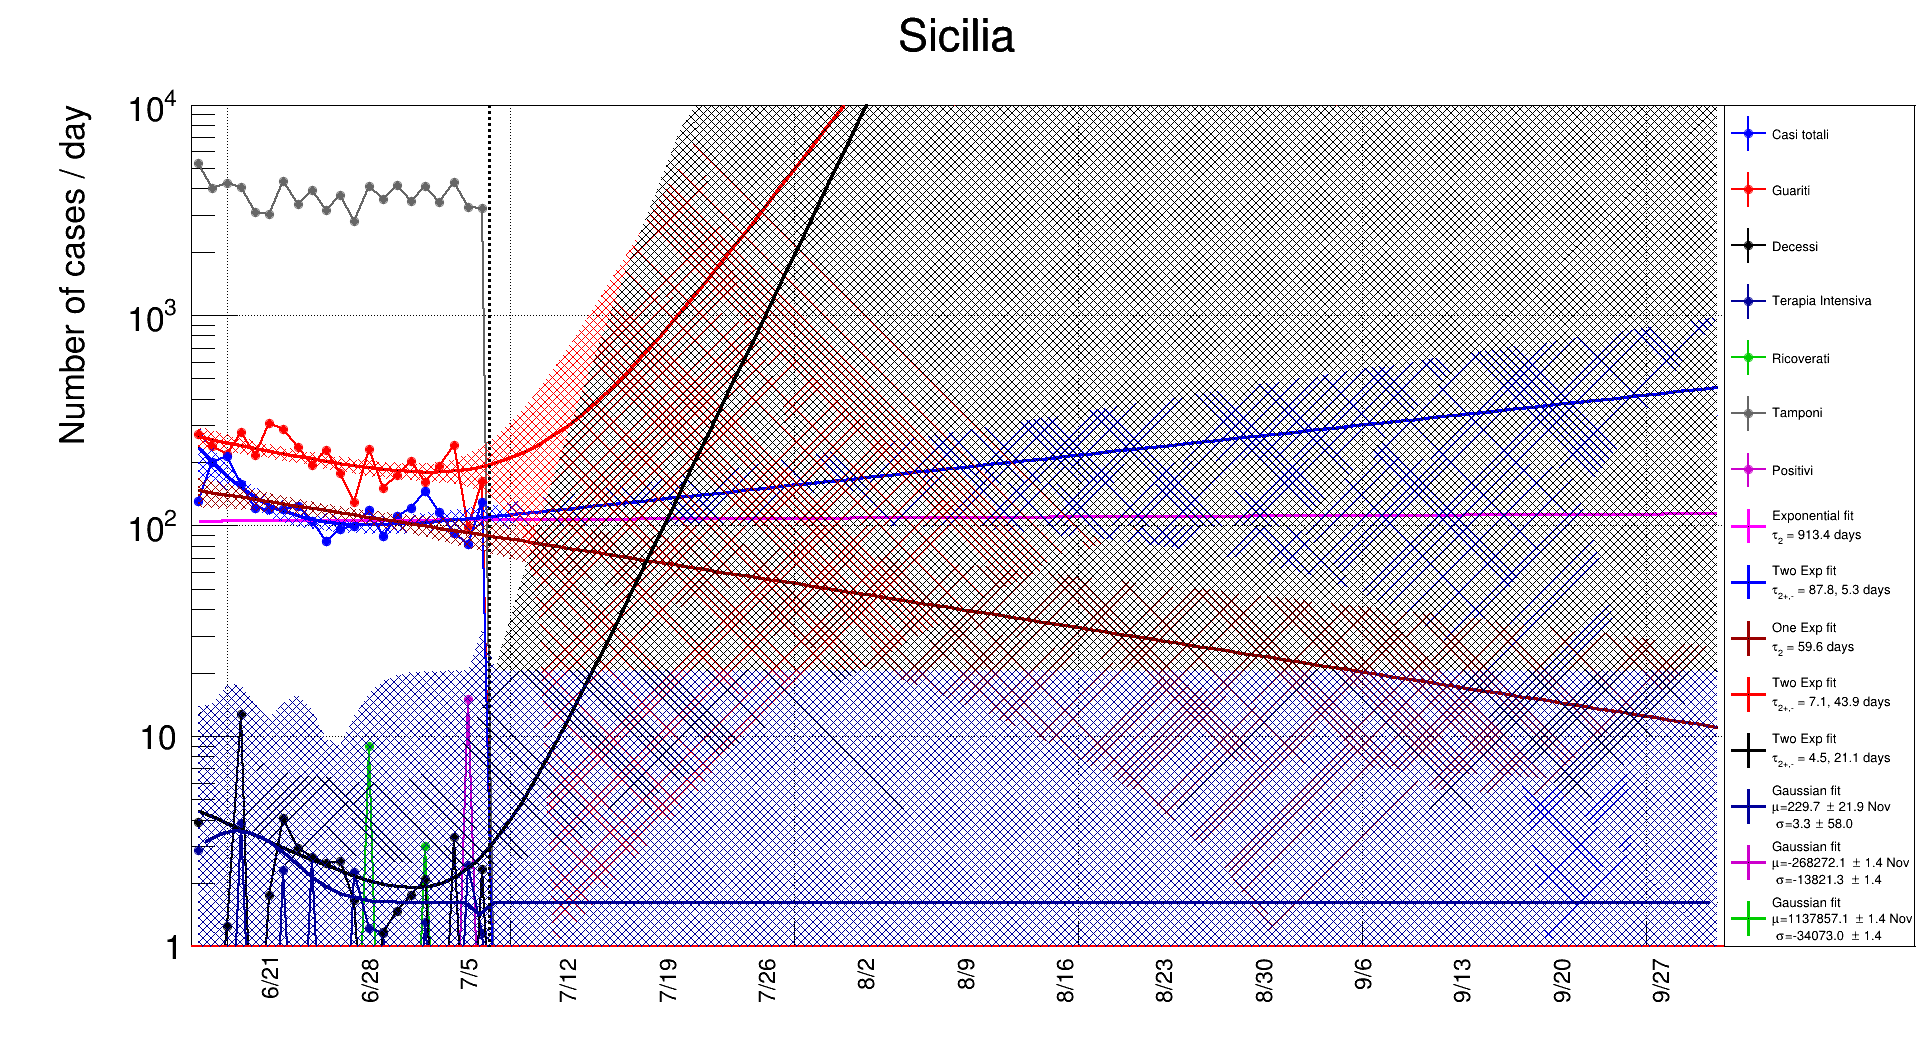 Sicilia
Number of cases / day
10^4
10^3
10^2
10
1
6/21
6/28
7/5
7/12
7/19
7/26
8/2
8/9
8/16
8/23
8/30
9/6
9/13
9/20
9/27
Casi totali
Guariti
Decessi
Terapia Intensiva
Ricoverati
Tamponi
Positivi
Exponential fit
τ2 = 913.4 days
Two Exp fit
τ2+,- = 87.8, 5.3 days
One Exp fit
τ2 = 59.6 days
Two Exp fit
τ2+,- = 7.1, 43.9 days
Two Exp fit
τ2+,- = 4.5, 21.1 days
Gaussian fit
μ=229.7 ± 21.9 Nov
σ=3.3 ± 58.0
Gaussian fit
μ=-268272.1 ± 1.4 Nov
σ=-13821.3 ± 1.4
Gaussian fit
μ=1137857.1 ± 1.4 Nov
σ=-34073.0 ± 1.4